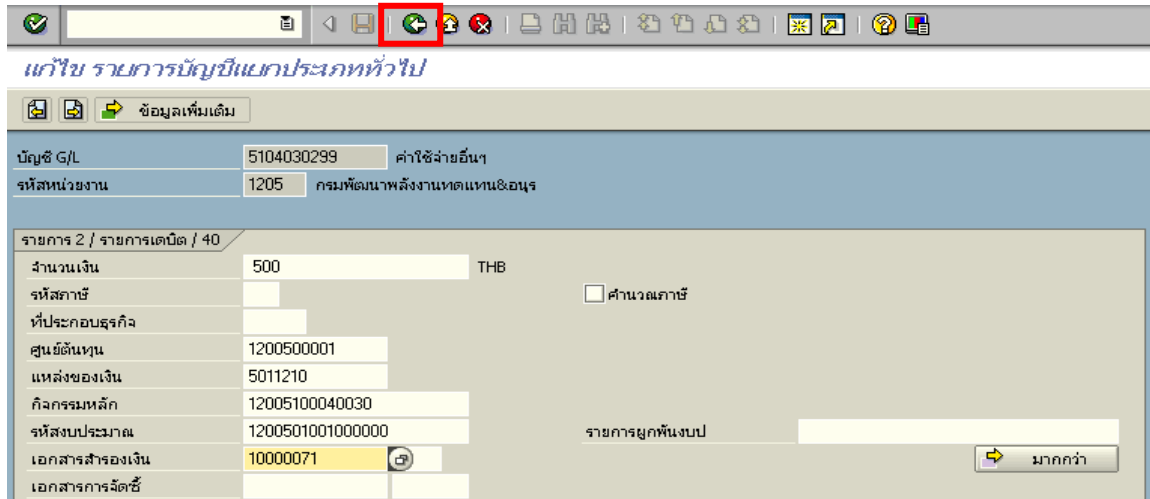 แก้ไข รายการบัญชีแยกประเภททั่วไป
ข้อมูลเพิ่มเติม
บัญชี G/L 5104030299 ค่าใช้จ่ายอื่นๆ
รหัสหน่วยงาน 1205 กรมพัฒนาพลังงานทดแทน&อนุร
รายการ 2 / รายการเดบิต / 40
จำนวนเงิน 500 THB
รหัสภาษี คำนวณภาษี
ที่ประกอบธุรกิจ
ศูนย์ต้นทุน 1200500001
แหล่งของเงิน 5011210
กิจกรรมหลัก 12005100040030
รหัสงบประมาณ 1200501001000000 รายการผูกพันงบป
เอกสารสำรองเงิน 10000071 มากกว่า
เอกสารการจัดซื้